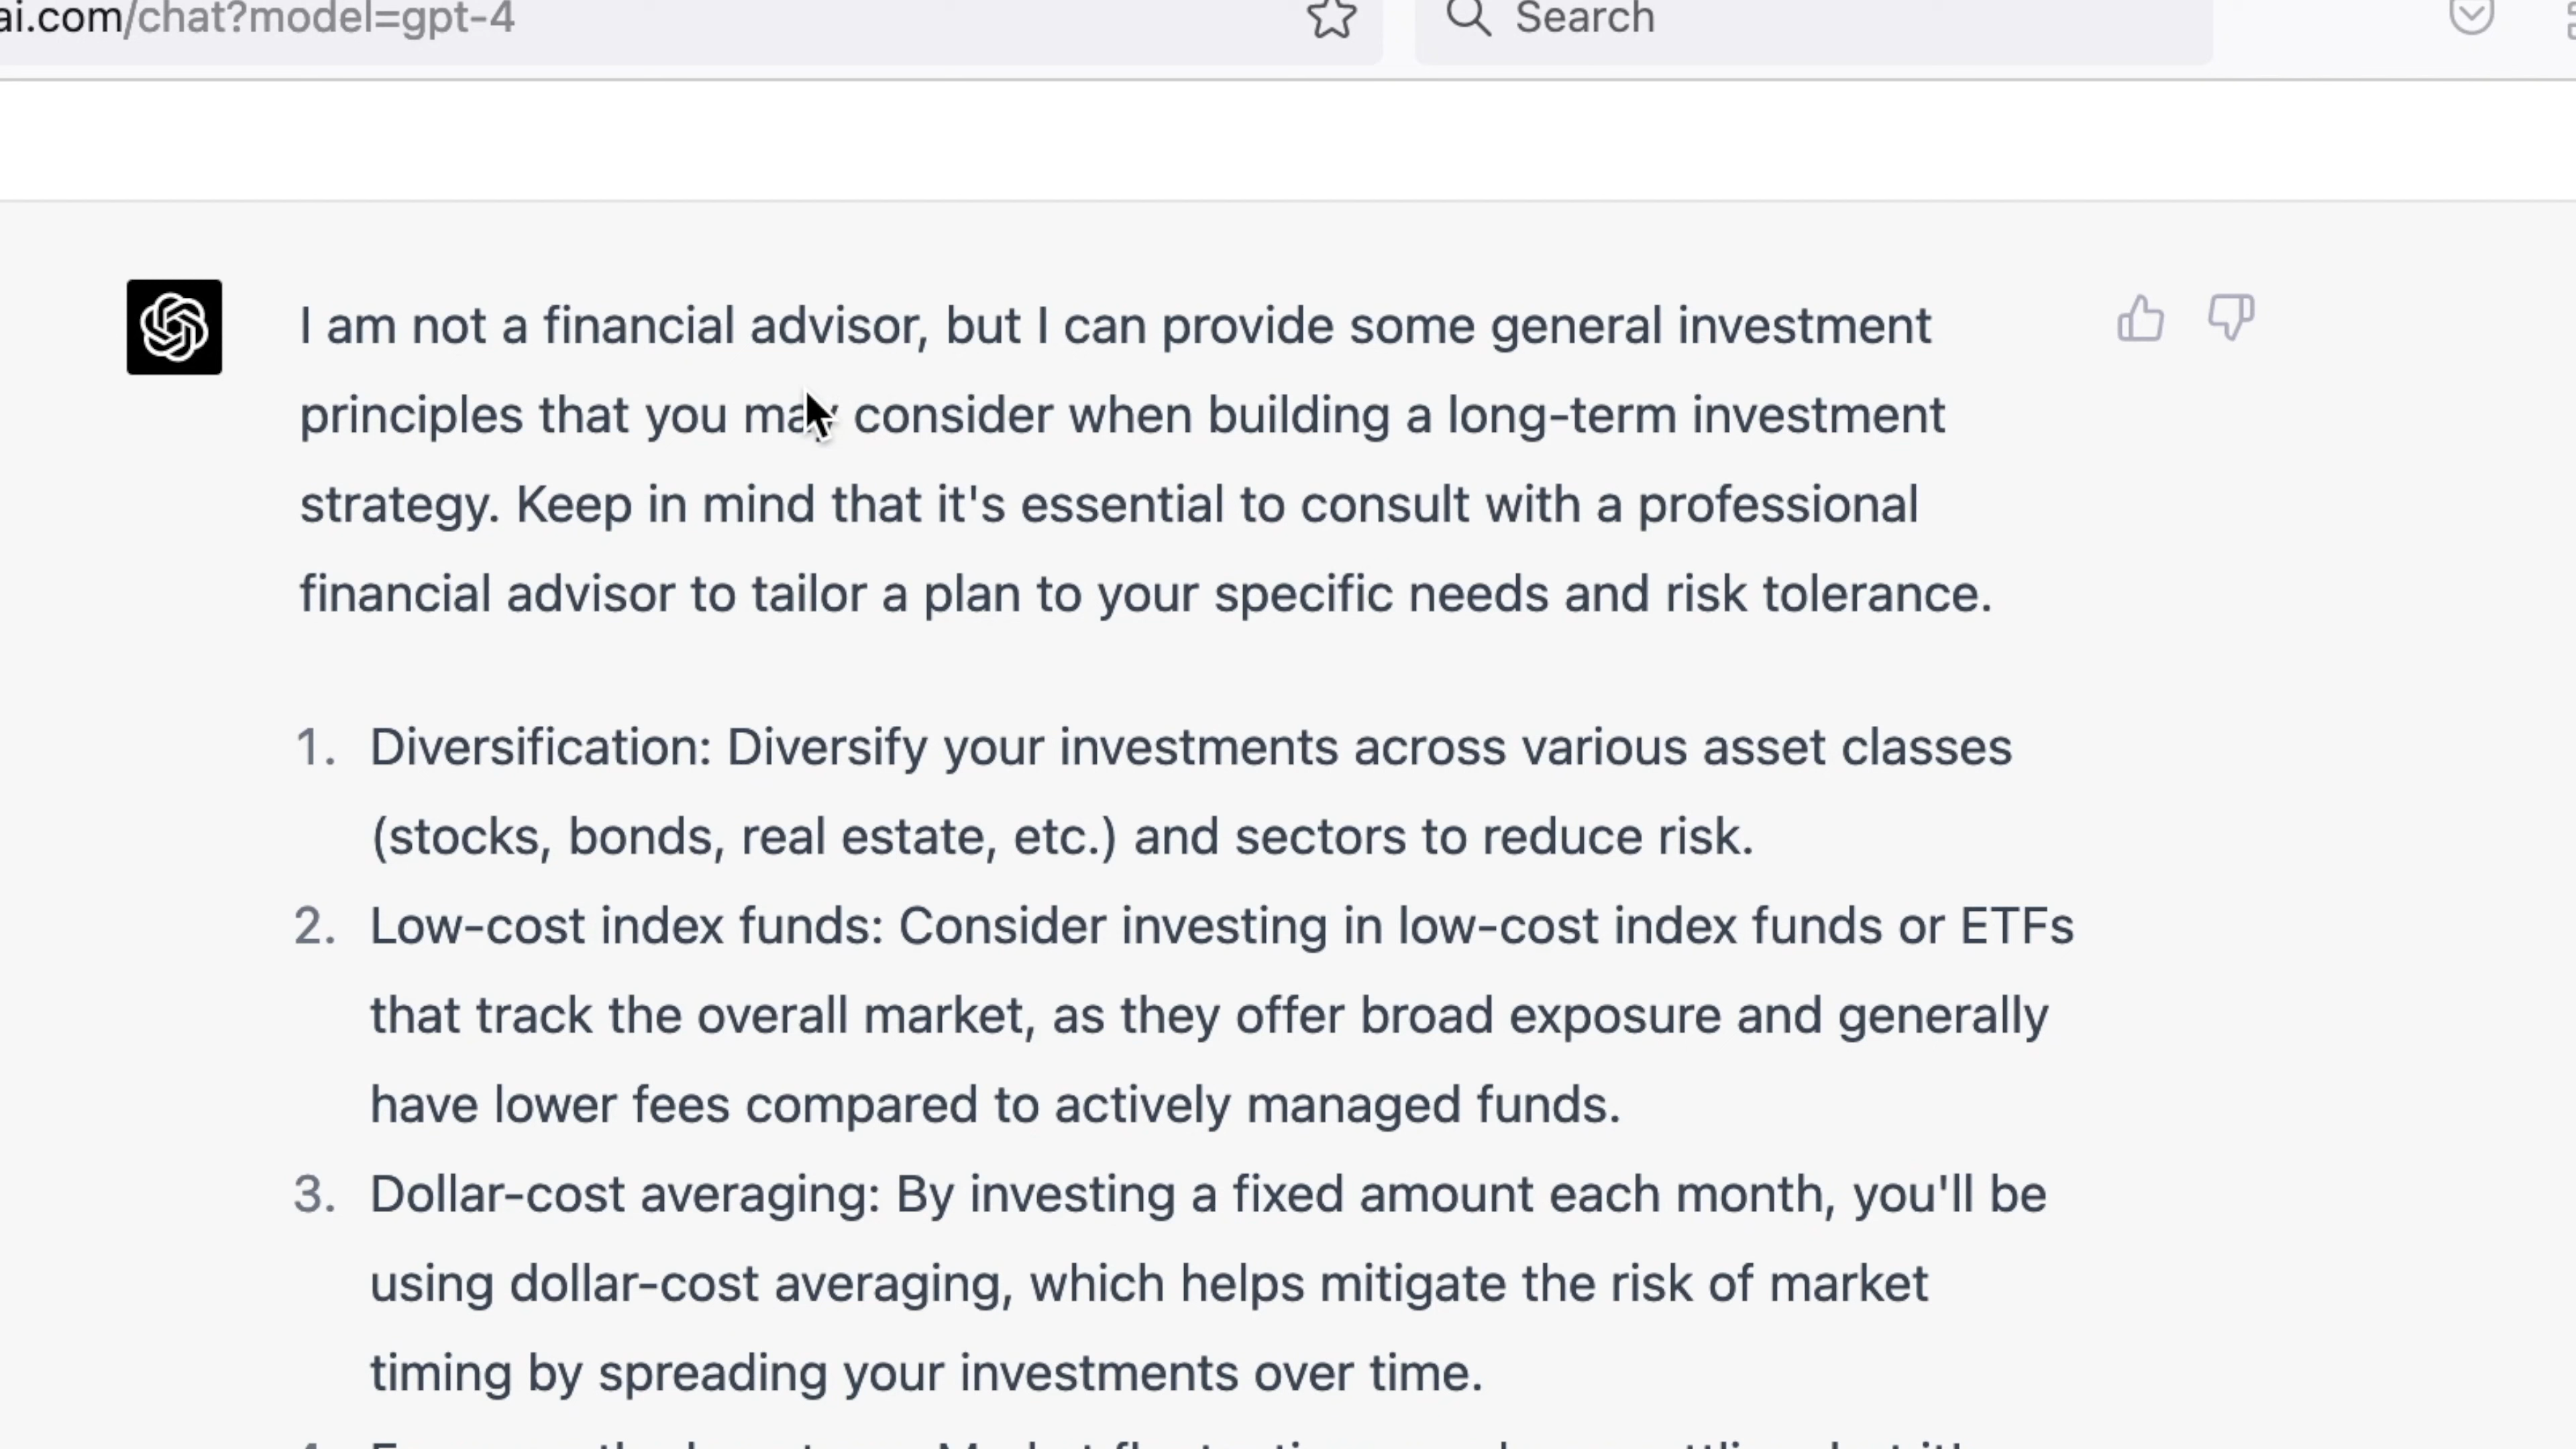 ai.com/chat?model=gpt-4
Search
I am not a financial advisor, but I can provide some general investment
principles that you may consider when building a long-term investment
strategy. Keep in mind that it's essential to consult with a professional
financial advisor to tailor a plan to your specific needs and risk tolerance.
1. Diversification: Diversify your investments across various asset classes
(stocks, bonds, real estate, etc.) and sectors to reduce risk.
2. Low-cost index funds: Consider investing in low-cost index funds or ETFs
that track the overall market, as they offer broad exposure and generally
have lower fees compared to actively managed funds.
3. Dollar-cost averaging: By investing a fixed amount each month, you'll be
using dollar-cost averaging, which helps mitigate the risk of market
timing by spreading your investments over time.